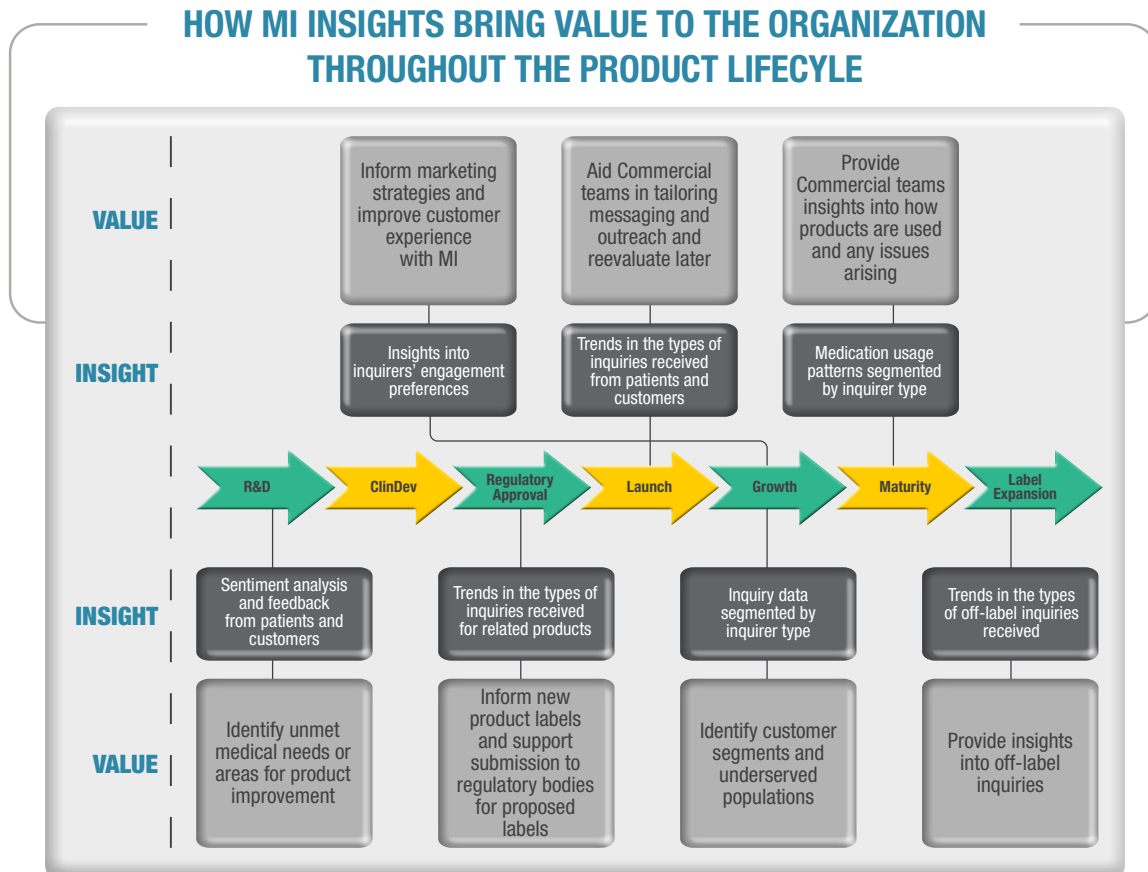 HOW MI INSIGHTS BRING VALUE TO THE ORGANIZATION
THROUGHOUT THE PRODUCT LIFECYLE
VALUE
Inform marketing
strategies and
improve customer
experience
with MI
Aid Commercial
teams in tailoring
messaging and
outreach and
reevaluate later
Provide
Commercial teams
insights into how
products are used
and any issues
arising
INSIGHT
Insights into
inquirers’ engagement
preferences
Trends in the types of
inquiries received
from patients and
customers
Medication usage
patterns segmented
by inquirer type
R&D
ClinDev
Regulatory
Approval
Launch
Growth
Maturity
Label
Expansion
INSIGHT
Sentiment analysis
and feedback
from patients and
customers
Trends in the types of
inquiries received
for related products
Inquiry data
segmented by
inquirer type
Trends in the types
of off-label inquiries
received
VALUE
Identify unmet
medical needs or
areas for product
improvement
Inform new
product labels
and support
submission to
regulatory bodies
for proposed
labels
Identify customer
segments and
underserved
populations
Provide insights
into off-label
inquiries